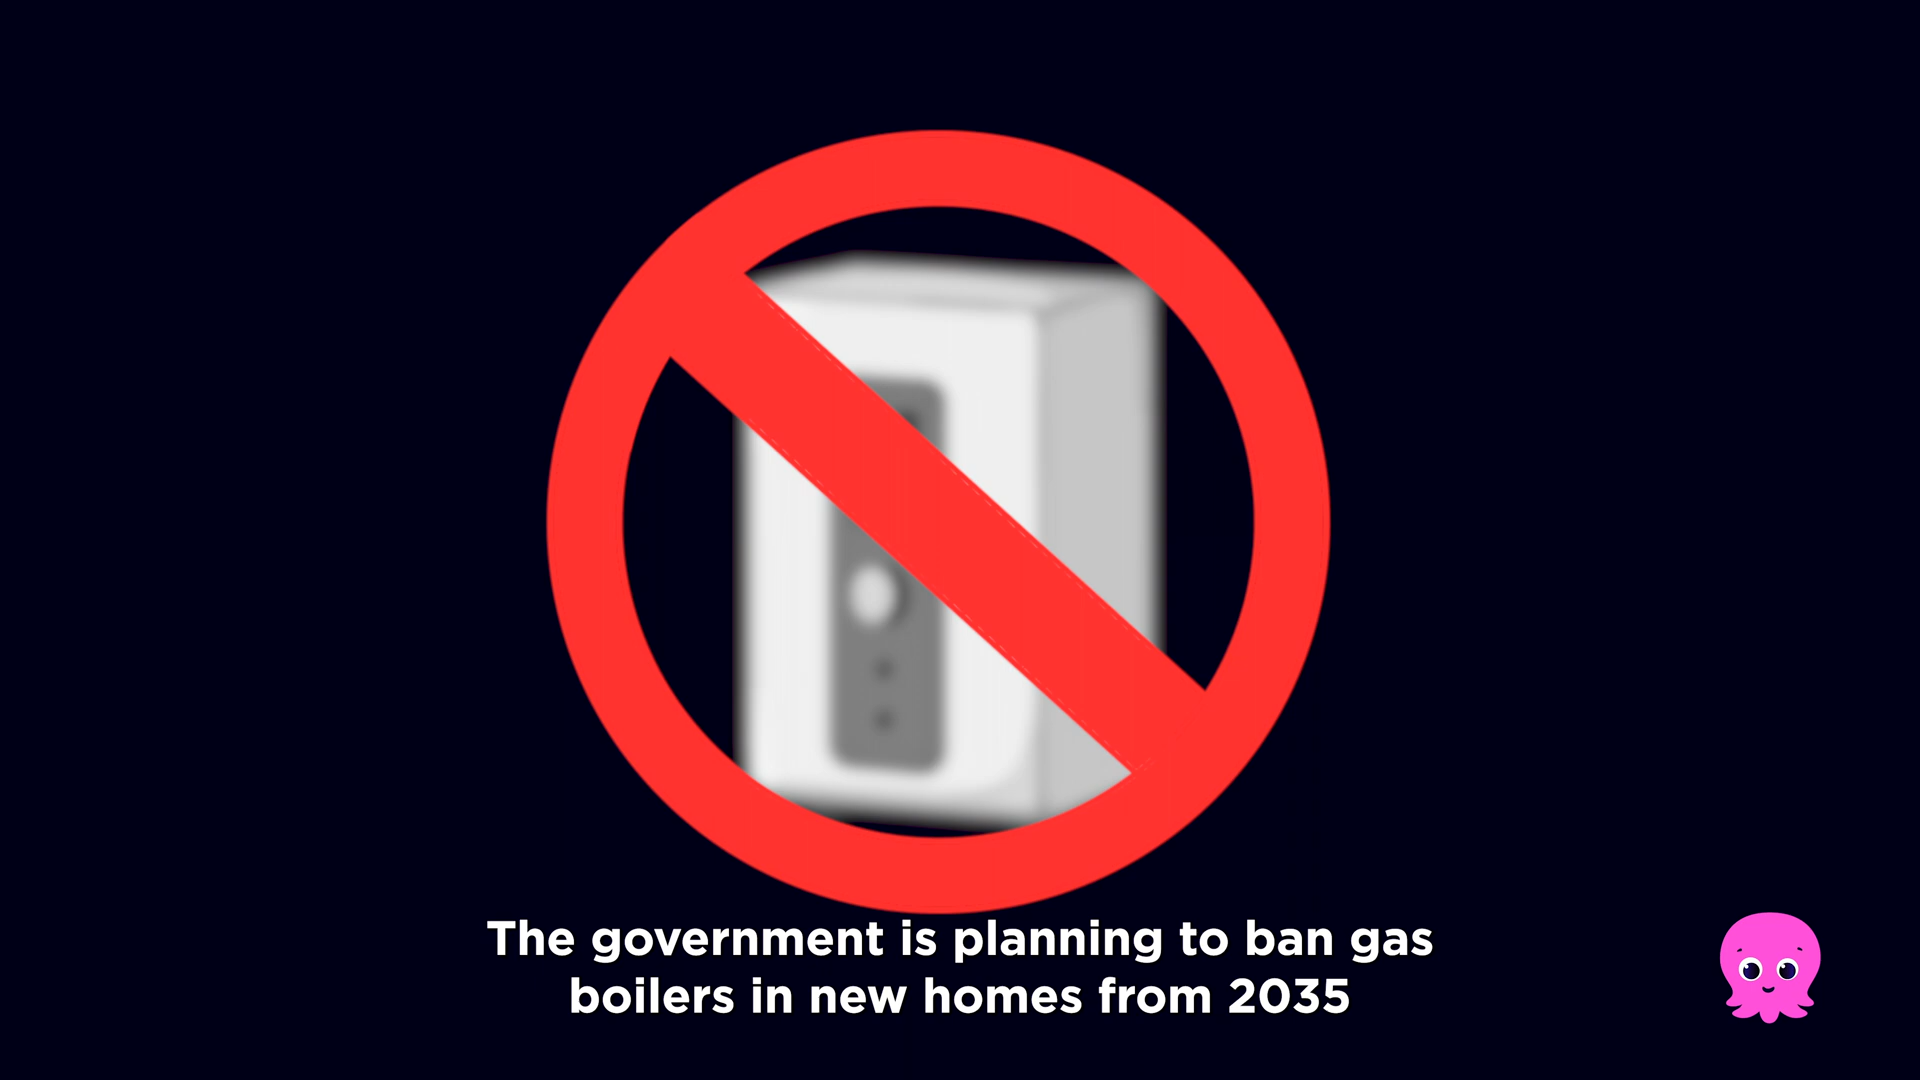 The government is planning to ban gas
boilers in new homes from 2035